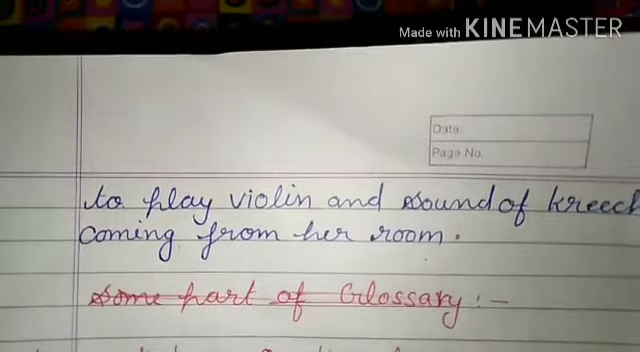 Made with KINEMASTER
Date
Page No.
to play violin and sound of kreech
coming from her room.
Some part of Glossary :-